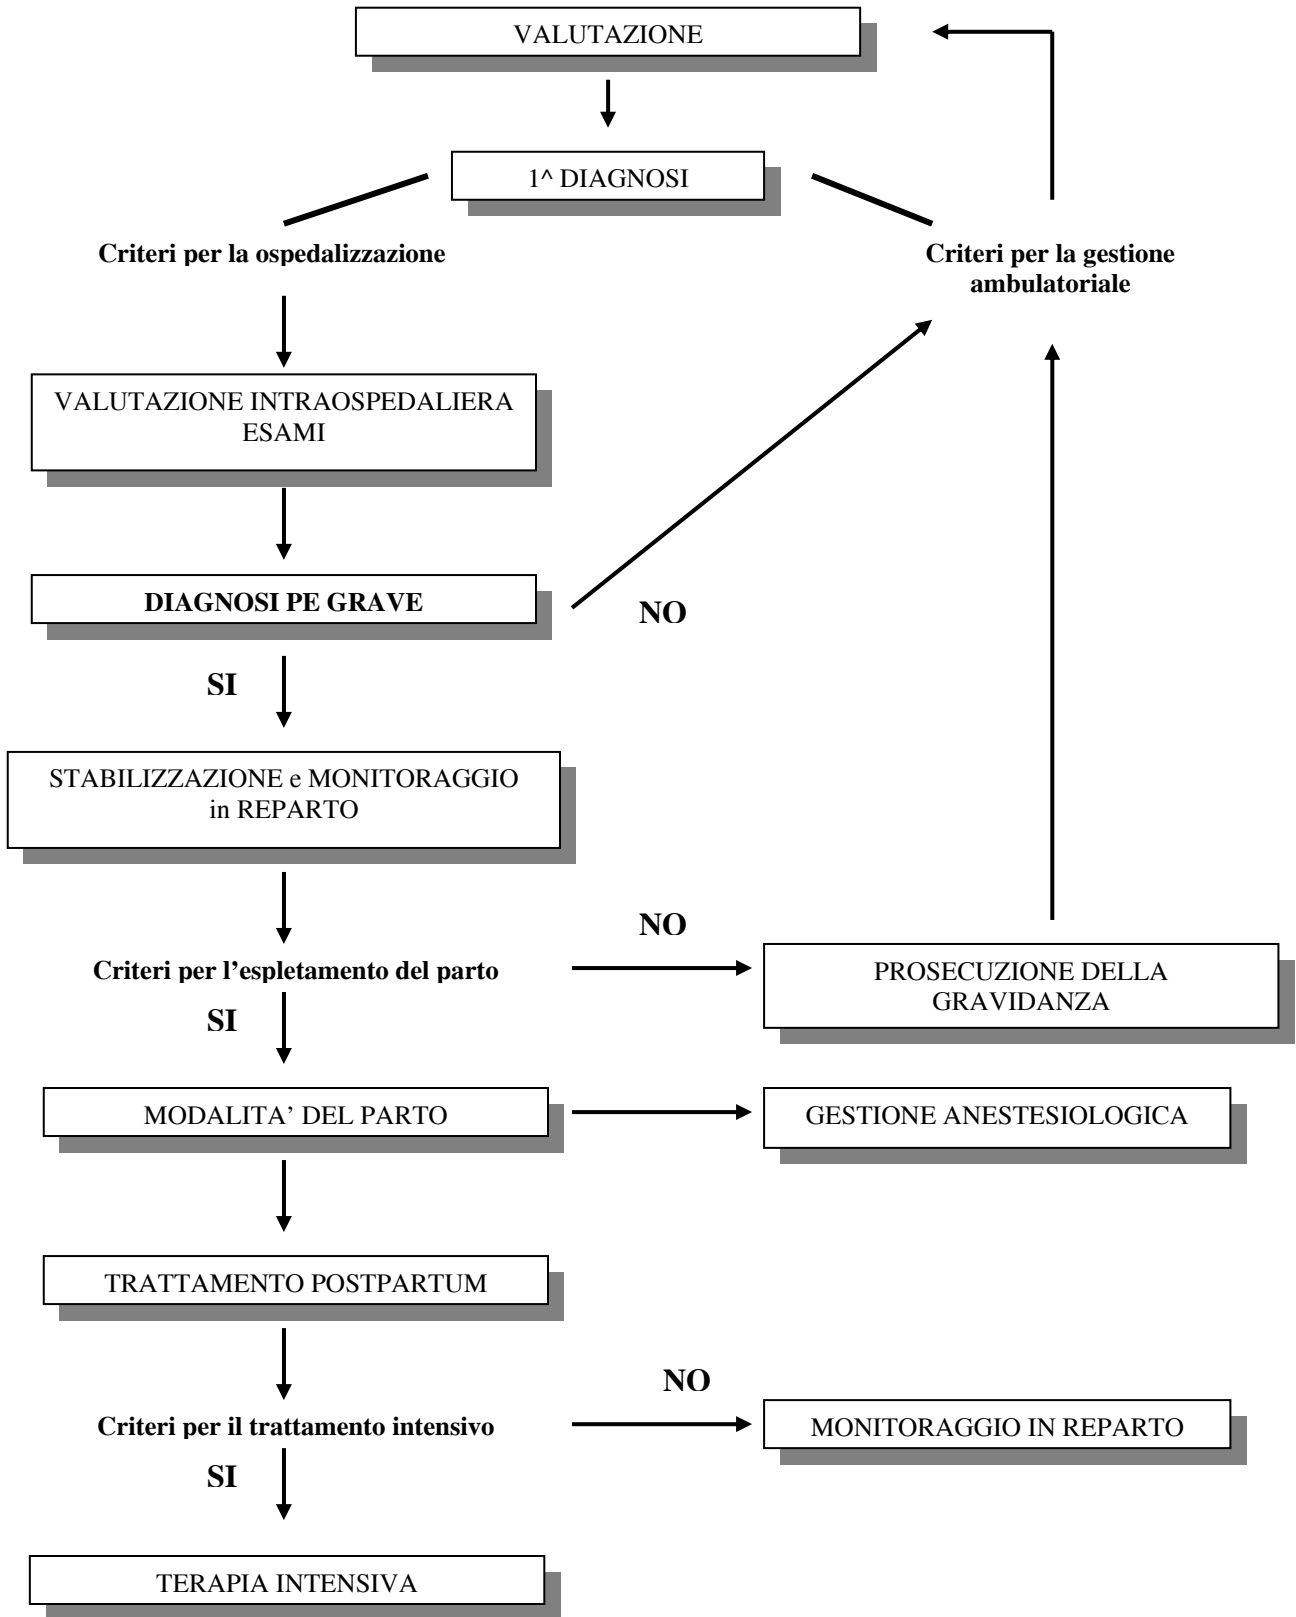 VALUTAZIONE
1^ DIAGNOSI
Criteri per la ospedalizzazione
Criteri per la gestione
ambulatoriale
VALUTAZIONE INTRAOSPEDALIERA
ESAMI
DIAGNOSI PE GRAVE
NO
SI
STABILIZZAZIONE e MONITORAGGIO
in REPARTO
NO
Criteri per l’espletamento del parto
PROSECUZIONE DELLA
GRAVIDANZA
SI
MODALITA’ DEL PARTO
GESTIONE ANESTESIOLOGICA
TRATTAMENTO POSTPARTUM
NO
Criteri per il trattamento intensivo
MONITORAGGIO IN REPARTO
SI
TERAPIA INTENSIVA